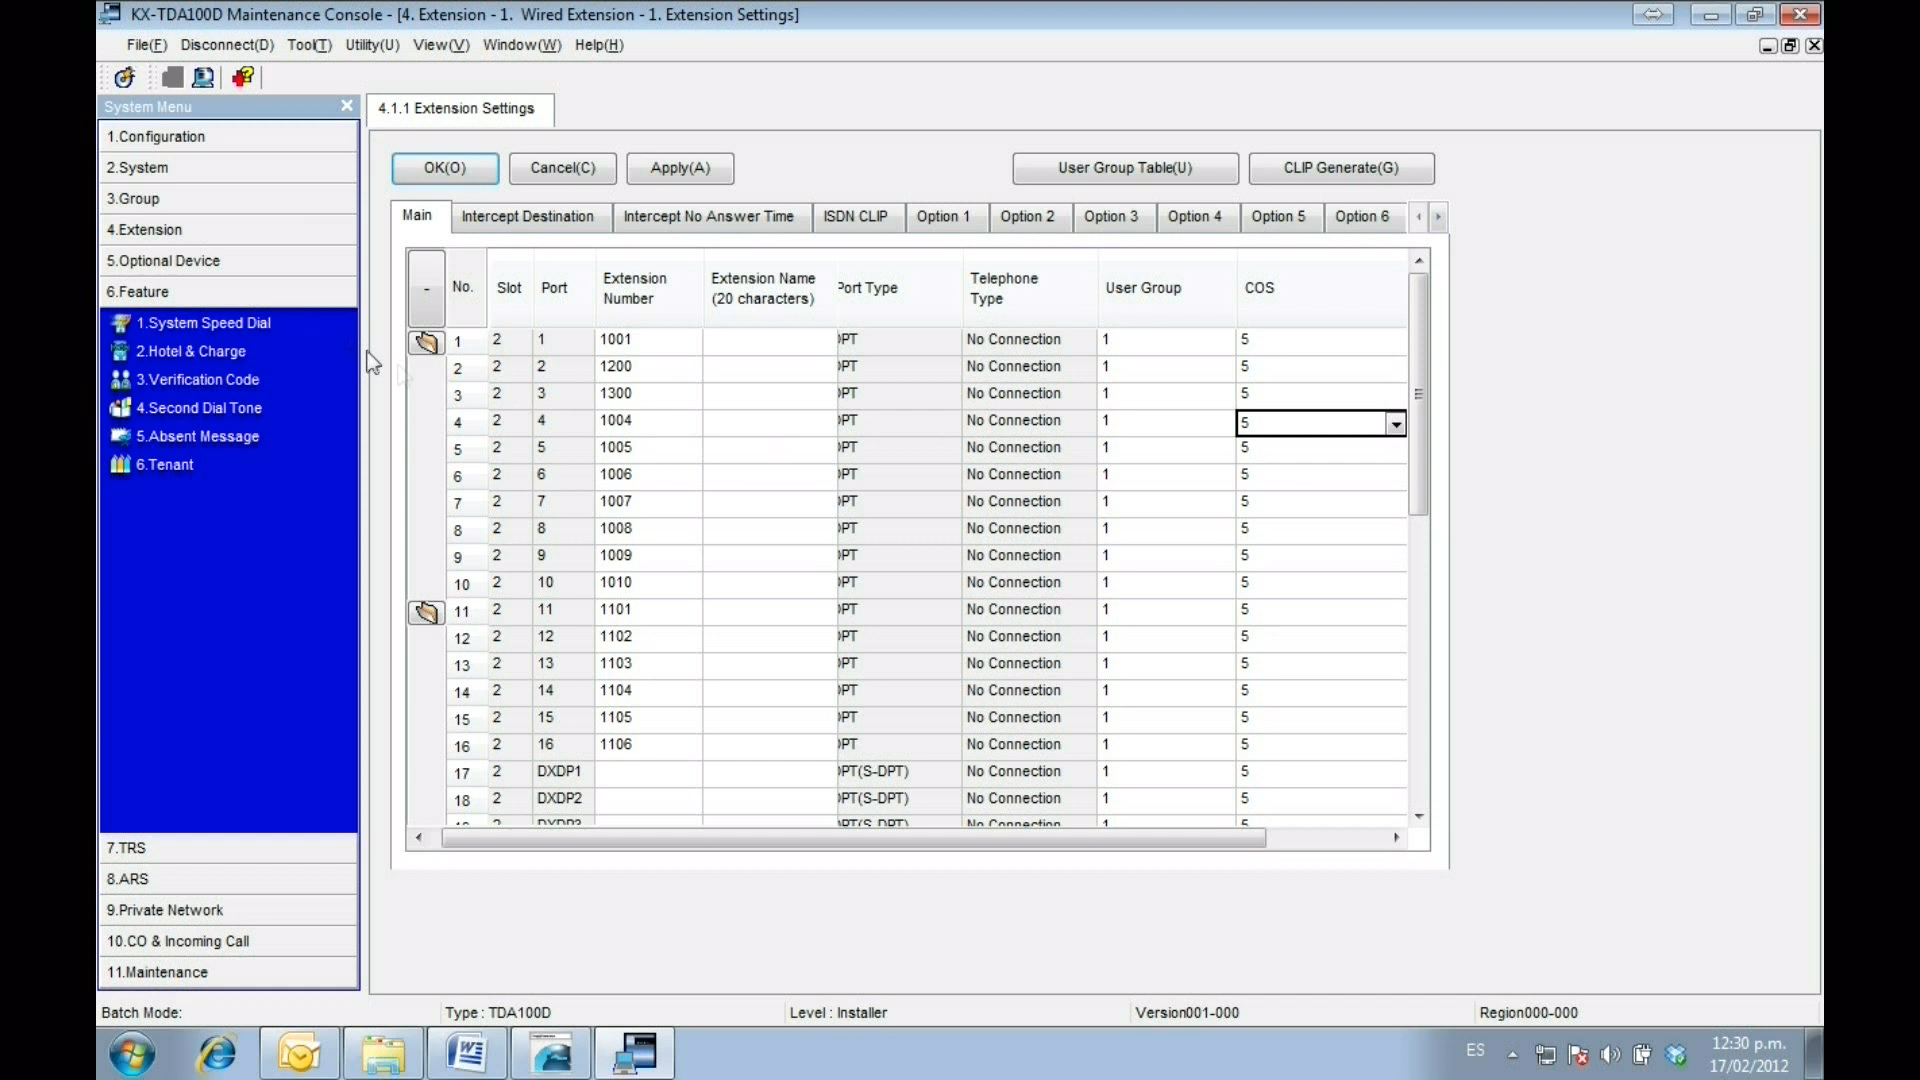 KX-TDA100D Maintenance Console - [4. Extension - 1. Wired Extension - 1. Extension Settings]
File(F) Disconnect(D) Tool(T) Utility(U) View(V) Window(W) Help(H)
System Menu
1.Configuration
2.System
3.Group
4.Extension
5.Optional Device
6.Feature
1.System Speed Dial
2.Hotel & Charge
3.Verification Code
4.Second Dial Tone
5.Absent Message
6.Tenant
7.TRS
8.ARS
9.Private Network
10.CO & Incoming Call
11.Maintenance
4.1.1 Extension Settings
OK(O) Cancel(C) Apply(A) User Group Table(U) CLIP Generate(G)
Main Intercept Destination Intercept No Answer Time ISDN CLIP Option 1 Option 2 Option 3 Option 4 Option 5 Option 6
- No. Slot Port Extension Number Extension Name (20 characters) Port Type Telephone Type User Group COS
1 2 1 1001 PT No Connection 1 5
2 2 2 1200 PT No Connection 1 5
3 2 3 1300 PT No Connection 1 5
4 2 4 1004 PT No Connection 1 5
5 2 5 1005 PT No Connection 1 5
6 2 6 1006 PT No Connection 1 5
7 2 7 1007 PT No Connection 1 5
8 2 8 1008 PT No Connection 1 5
9 2 9 1009 PT No Connection 1 5
10 2 10 1010 PT No Connection 1 5
11 2 11 1101 PT No Connection 1 5
12 2 12 1102 PT No Connection 1 5
13 2 13 1103 PT No Connection 1 5
14 2 14 1104 PT No Connection 1 5
15 2 15 1105 PT No Connection 1 5
16 2 16 1106 PT No Connection 1 5
17 2 DXDP1 PT(S-DPT) No Connection 1 5
18 2 DXDP2 PT(S-DPT) No Connection 1 5
Batch Mode: Type : TDA100D Level : Installer Version001-000 Region000-000
ES 12:30 p.m.
17/02/2012